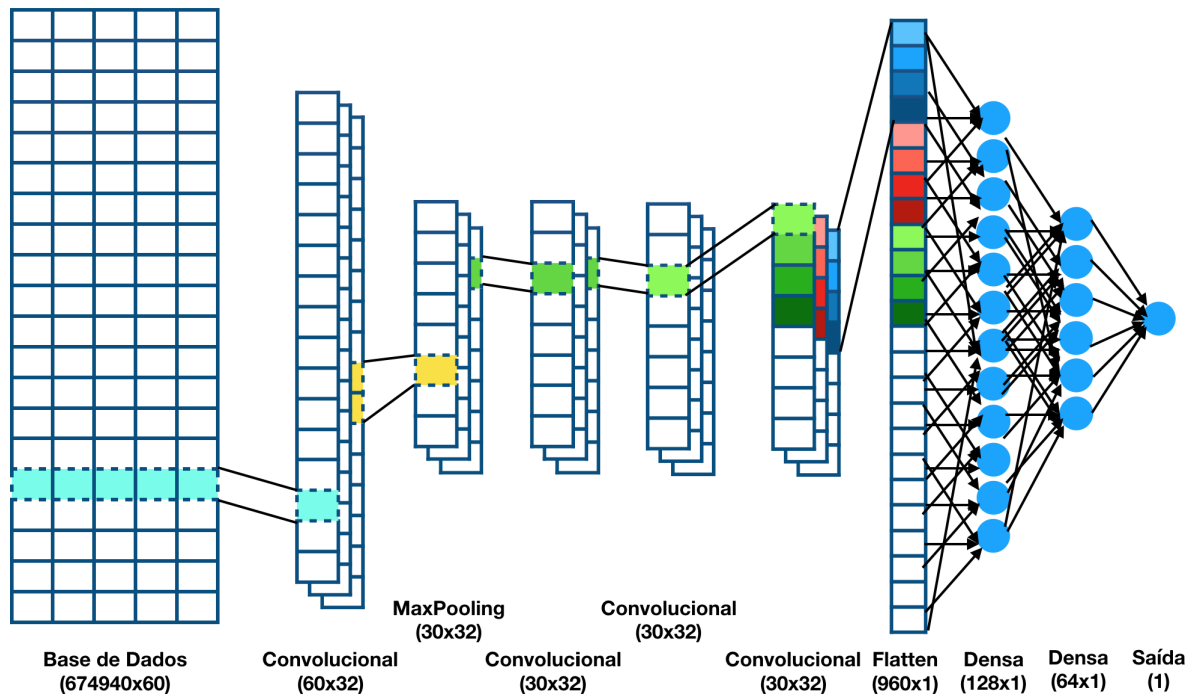 Base de Dados
(674940x60)
Convolucional
(60x32)
MaxPooling
(30x32)
Convolucional
(30x32)
Convolucional
(30x32)
Convolucional
(30x32)
Flatten
(960x1)
Densa
(128x1)
Densa
(64x1)
Saída
(1)